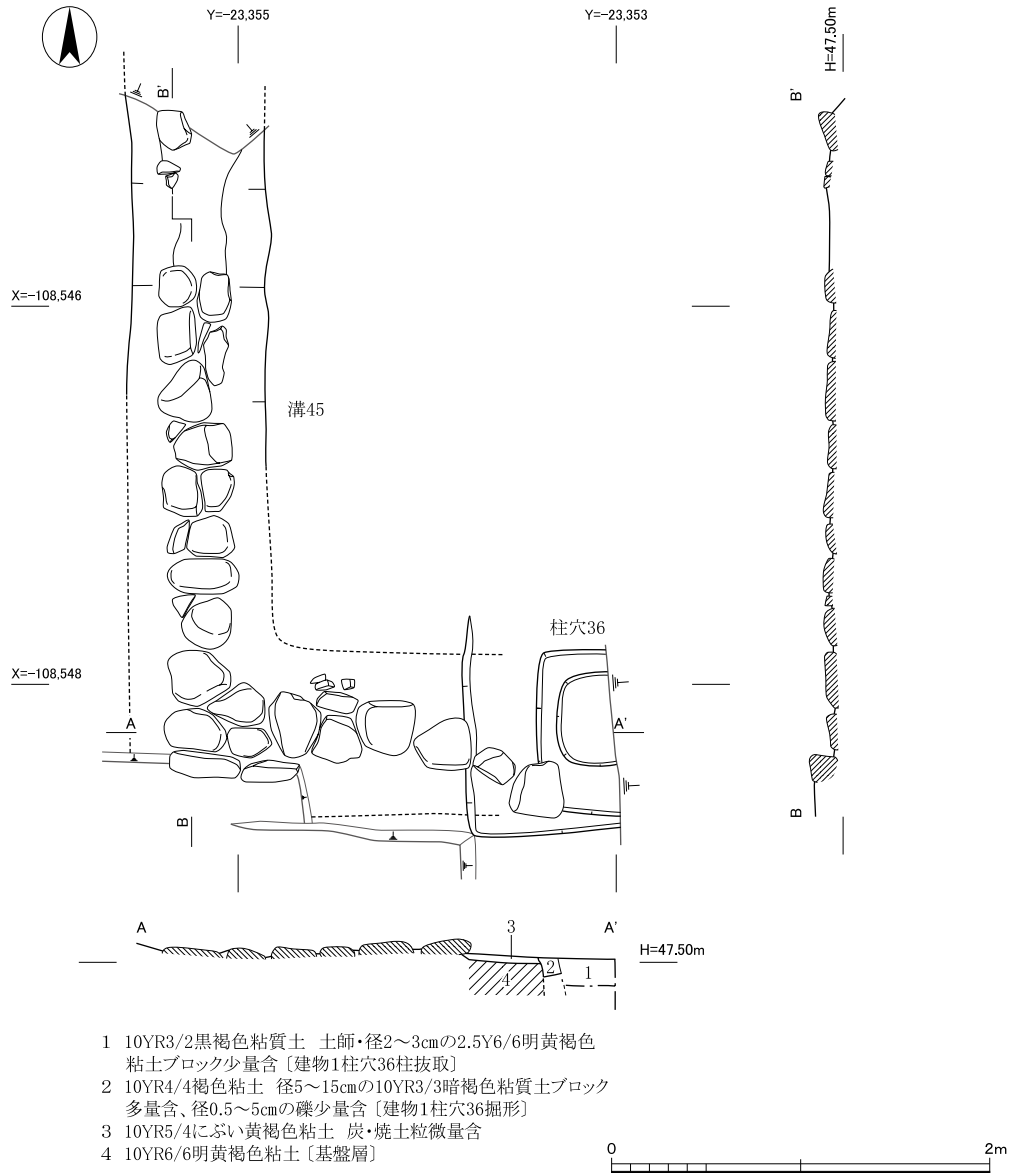 Y=-23,355
Y=-23,353
H=47.50m
B'
B'
X=-108,546
溝45
柱穴36
X=-108,548
A
A'
B
B
A
3
A'
H=47.50m
2
1
4
1 10YR3/2黒褐色粘質土 土師・径2～3㎝の2.5Y6/6明黄褐色
粘土ブロック少量含〔建物1柱穴36柱抜取〕
2 10YR4/4褐色粘土 径5～15㎝の10YR3/3暗褐色粘質土ブロック
多量含、径0.5～5㎝の礫少量含〔建物1柱穴36掘形〕
3 10YR5/4にぶい黄褐色粘土 炭・焼土粒微量含
4 10YR6/6明黄褐色粘土〔基盤層〕
0
2m